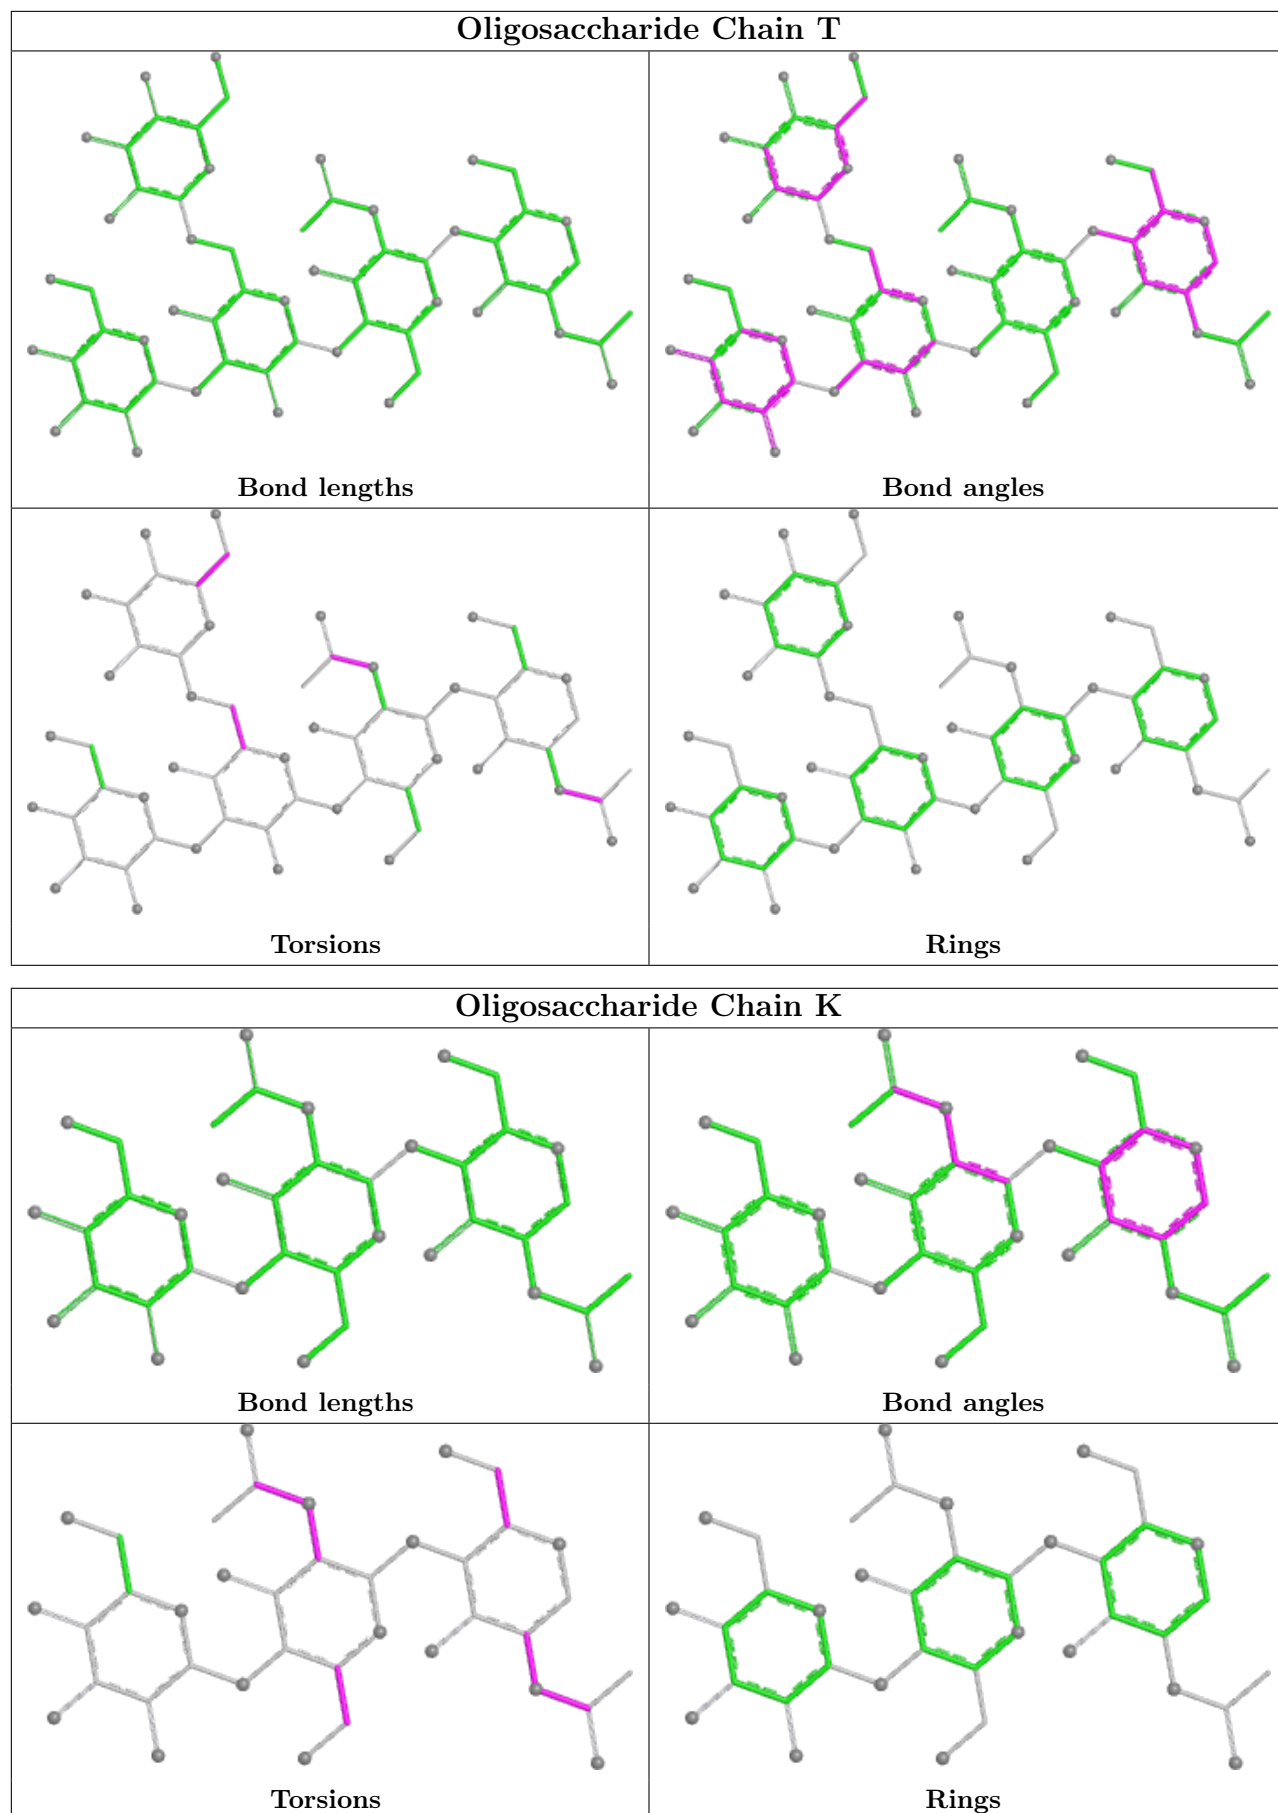 Oligosaccharide Chain T
Bond lengths
Bond angles
Torsions
Rings
Oligosaccharide Chain K
Bond lengths
Bond angles
Torsions
Rings